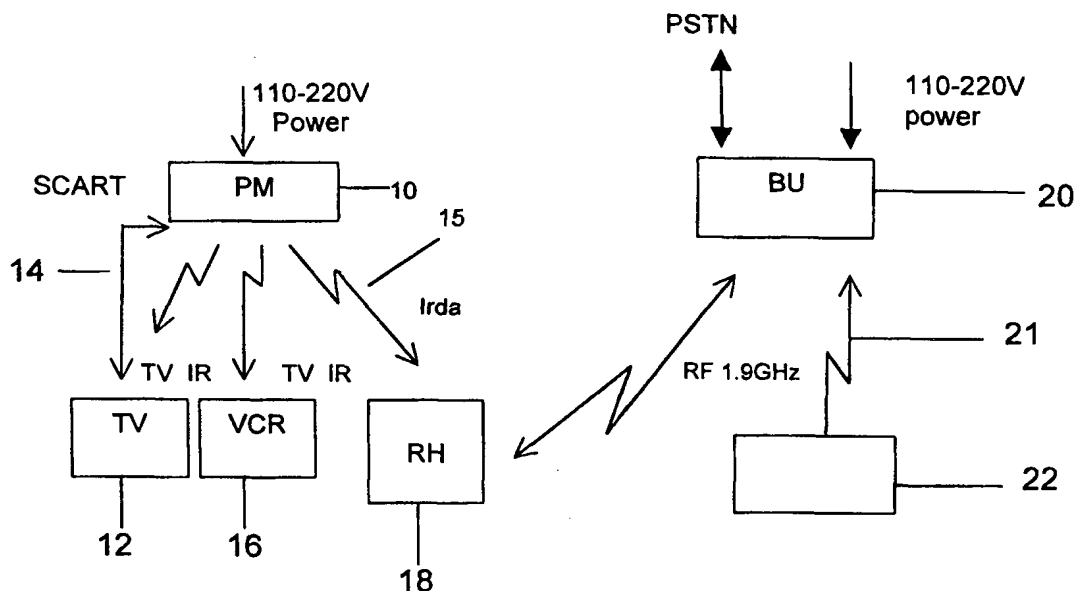 PSTN
110-220V
Power
110-220V
power
SCART
PM
10
BU
20
15
14
Irda
21
RF 1.9GHz
TV IR
TV IR
TV
VCR
RH
22
12
16
18